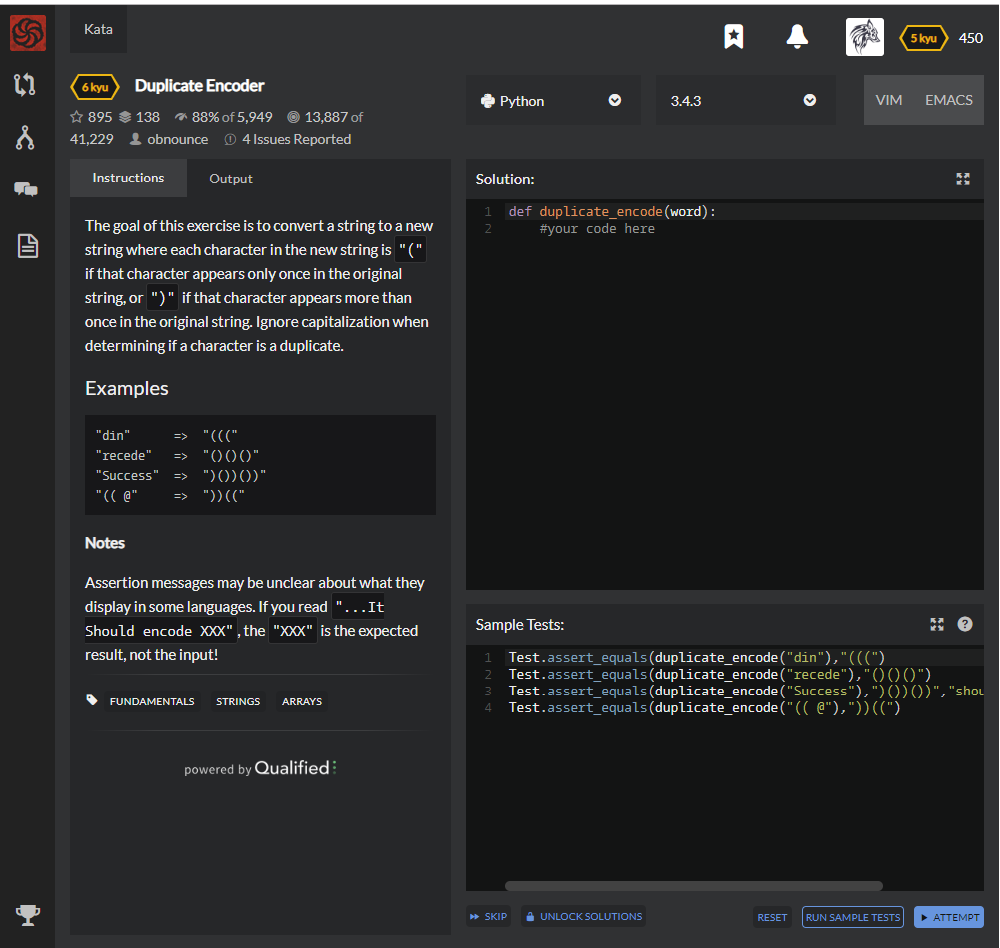 Kata
5 kyu 450
6 kyu Duplicate Encoder
895 138 88% of 5,949 13,887 of
41,229 obnounce 4 Issues Reported
Python 3.4.3 VIM EMACS
Instructions Output
The goal of this exercise is to convert a string to a new
string where each character in the new string is "("
if that character appears only once in the original
string, or ")" if that character appears more than
once in the original string. Ignore capitalization when
determining if a character is a duplicate.
Examples
"din" => "((("
"recede" => "()()()"
"Success" => ")())())"
"(( @" => "))(("
Notes
Assertion messages may be unclear about what they
display in some languages. If you read "...It
Should encode XXX", the "XXX" is the expected
result, not the input!
FUNDAMENTALS STRINGS ARRAYS
powered by Qualified
Solution:
1 def duplicate_encode(word):
2 #your code here
Sample Tests:
1 Test.assert_equals(duplicate_encode("din"),"(((")
2 Test.assert_equals(duplicate_encode("recede"),"()()()")
3 Test.assert_equals(duplicate_encode("Success"),")())())","shou
4 Test.assert_equals(duplicate_encode("(( @"),"))((")
SKIP UNLOCK SOLUTIONS RESET RUN SAMPLE TESTS ATTEMPT